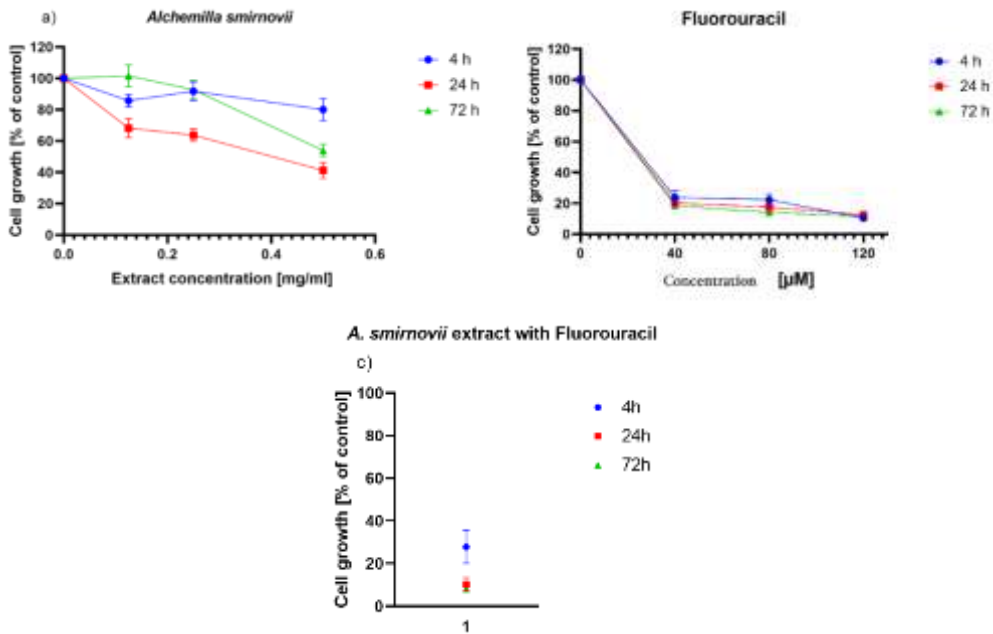 a)
Alchemilla smirnovii
Cell growth [% of control]
120
100
80
60
40
20
0
0.0
0.2
0.4
0.6
Extract concentration [mg/ml]
4 h
24 h
72 h
Fluorouracil
Cell growth [% of control]
120
100
80
60
40
20
0
0
40
80
120
Concentration [µM]
4 h
24 h
72 h
A. smirnovii extract with Fluorouracil
c)
Cell growth [% of control]
100
80
60
40
20
0
1
4h
24h
72h